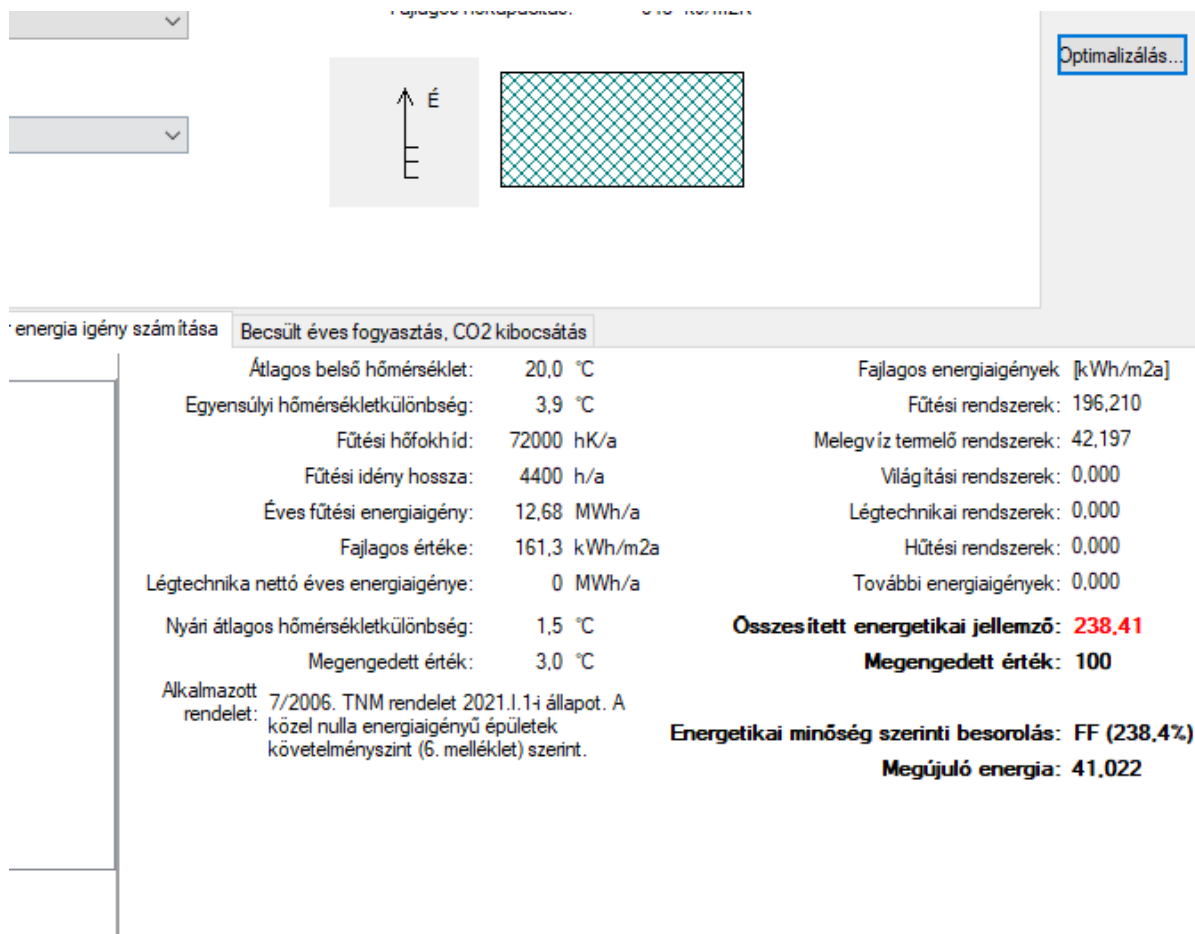 Optimalizálás...
É
energia igény számítása
Becsült éves fogyasztás, CO2 kibocsátás
Átlagos belső hőmérséklet: 20,0 °C
Fajlagos energiaigények [kWh/m2a]
Egyensúlyi hőmérsékletkülönbség: 3,9 °C
Fűtési rendszerek: 196,210
Fűtési hőfokhíd: 72000 hK/a
Melegvíz termelő rendszerek: 42,197
Fűtési idény hossza: 4400 h/a
Világítási rendszerek: 0,000
Éves fűtési energiaigény: 12,68 MWh/a
Légtechnikai rendszerek: 0,000
Fajlagos értéke: 161,3 kWh/m2a
Hűtési rendszerek: 0,000
Légtechnika nettó éves energiaigénye: 0 MWh/a
További energiaigények: 0,000
Nyári átlagos hőmérsékletkülönbség: 1,5 °C
Összesített energetikai jellemző: 238,41
Megengedett érték: 3,0 °C
Megengedett érték: 100
Alkalmazott rendelet:
7/2006. TNM rendelet 2021.I.1-i állapot. A
közel nulla energiaigényű épületek
követelményszint (6. melléklet) szerint.
Energetikai minőség szerinti besorolás: FF (238,4%)
Megújuló energia: 41,022